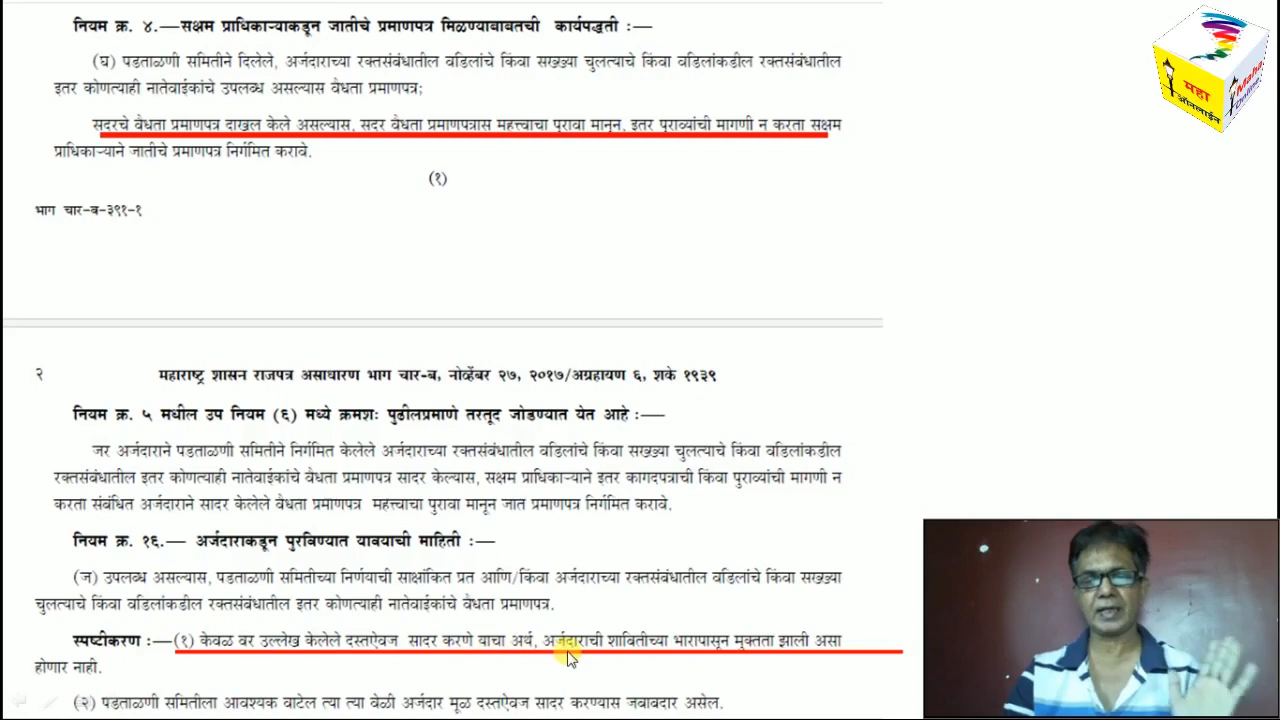 नियम क्र. ४.—सक्षम प्राधिकाऱ्याकडून जातीचे प्रमाणपत्र मिळण्याबाबतची कार्यपद्धती :—
(घ) पडताळणी समितीने दिलेले, अर्जदाराच्या रक्तसंबंधातील वडिलांचे किंवा सख्ख्या चुलत्याचे किंवा वडिलांकडील रक्तसंबंधातील
इतर कोणत्याही नातेवाईकांचे उपलब्ध असल्यास वैधता प्रमाणपत्र;
सदरचे वैधता प्रमाणपत्र दाखल केले असल्यास, सदर वैधता प्रमाणपत्रास महत्त्वाचा पुरावा मानून, इतर पुराव्यांची मागणी न करता सक्षम
प्राधिकाऱ्याने जातीचे प्रमाणपत्र निर्गमित करावे.
(१)
भाग चार-ब-३९१-१
२
महाराष्ट्र शासन राजपत्र असाधारण भाग चार-ब, नोव्हेंबर २७, २०१७/अग्रहायण ६, शके १९३९
नियम क्र. ५ मधील उप नियम (६) मध्ये क्रमशः पुढीलप्रमाणे तरतूद जोडण्यात येत आहे :—
जर अर्जदाराने पडताळणी समितीने निर्गमित केलेले अर्जदाराच्या रक्तसंबंधातील वडिलांचे किंवा सख्ख्या चुलत्याचे किंवा वडिलांकडील
रक्तसंबंधातील इतर कोणत्याही नातेवाईकांचे वैधता प्रमाणपत्र सादर केल्यास, सक्षम प्राधिकाऱ्याने इतर कागदपत्राची किंवा पुराव्यांची मागणी न
करता संबंधित अर्जदाराने सादर केलेले वैधता प्रमाणपत्र महत्त्वाचा पुरावा मानून जात प्रमाणपत्र निर्गमित करावे.
नियम क्र. १६.— अर्जदाराकडून पुरविण्यात यावयाची माहिती :—
(ज) उपलब्ध असल्यास, पडताळणी समितीच्या निर्णयाची साक्षांकित प्रत आणि/किंवा अर्जदाराच्या रक्तसंबंधातील वडिलांचे किंवा सख्ख्या
चुलत्याचे किंवा वडिलांकडील रक्तसंबंधातील इतर कोणत्याही नातेवाईकांचे वैधता प्रमाणपत्र.
स्पष्टीकरण :—(१) केवळ वर उल्लेख केलेले दस्तऐवज सादर करणे याचा अर्थ, अर्जदाराची शाबितीच्या भारापासून मुक्तता झाली असा
होणार नाही.
(२) पडताळणी समितीला आवश्यक वाटेल त्या त्या वेळी अर्जदार मूळ दस्तऐवज सादर करण्यास जबाबदार असेल.
महा
ऑनलाईन
Maha
Online